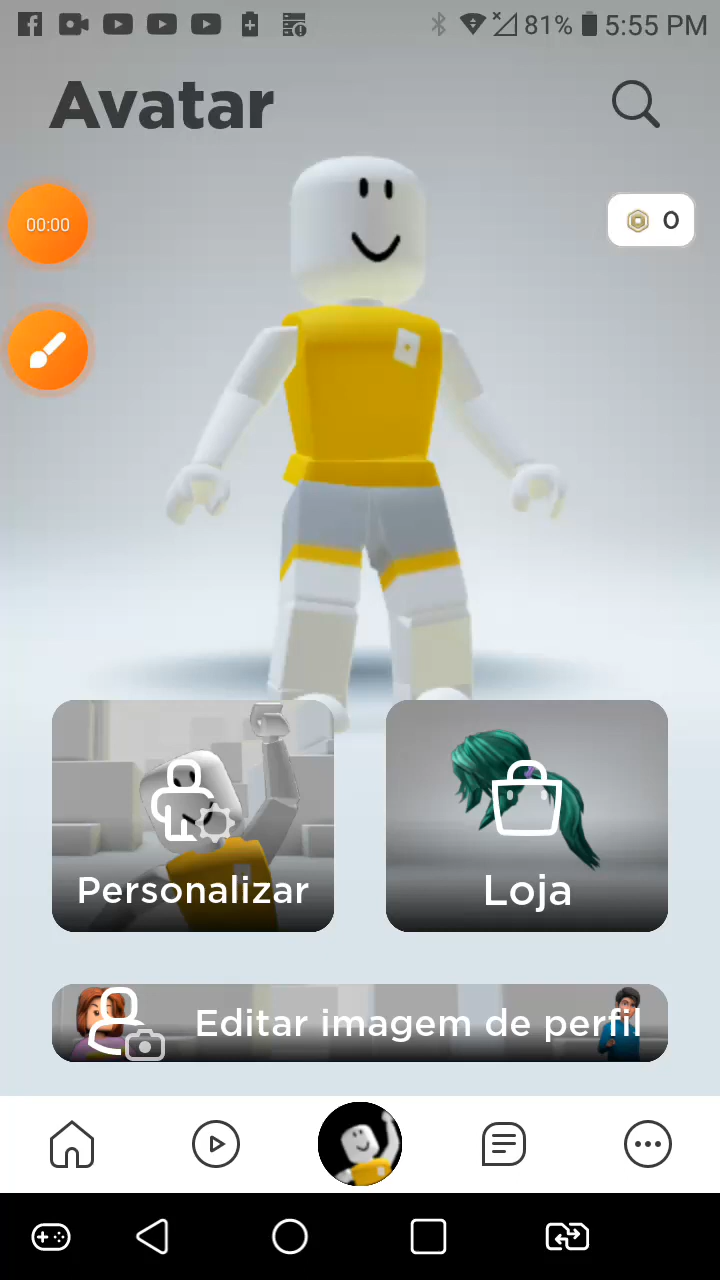 81% 5:55 PM
Avatar
00:00
0
Personalizar
Loja
Editar imagem de perfil